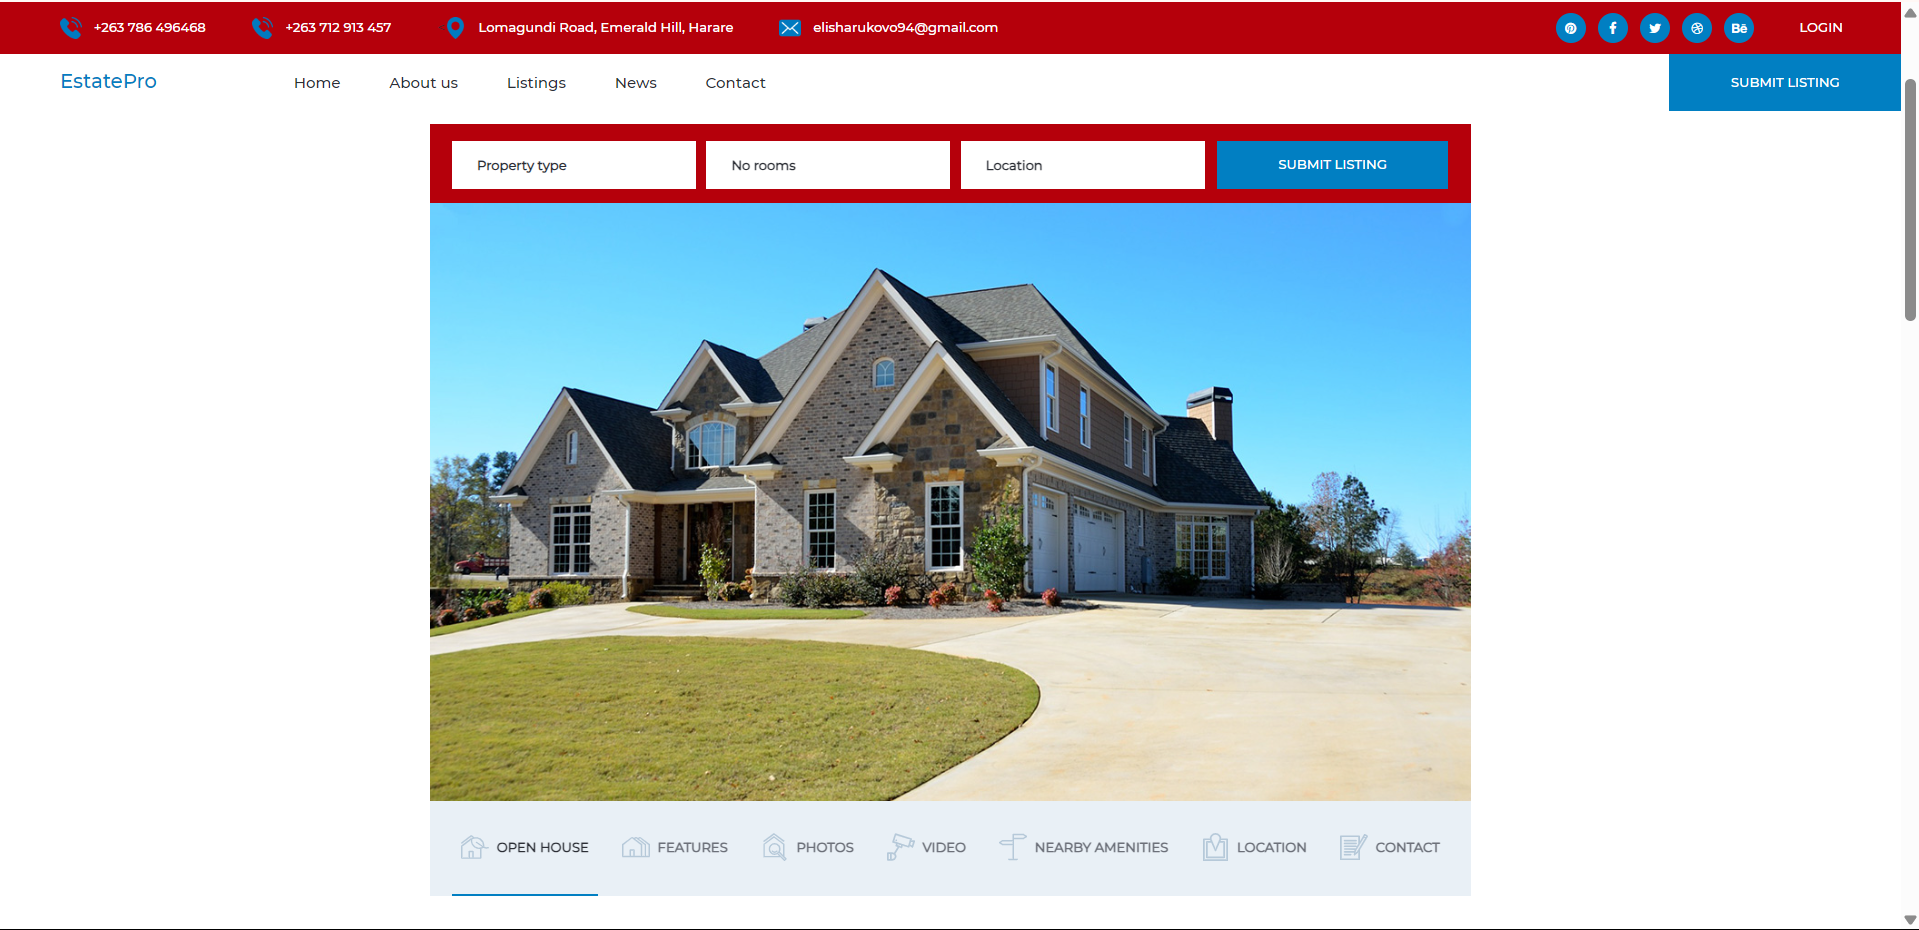 +263 786 496468 +263 712 913 457 Lomagundi Road, Emerald Hill, Harare elisharukovo94@gmail.com Bē LOGIN
EstatePro Home About us Listings News Contact SUBMIT LISTING
Property type No rooms Location SUBMIT LISTING
OPEN HOUSE FEATURES PHOTOS VIDEO NEARBY AMENITIES LOCATION CONTACT